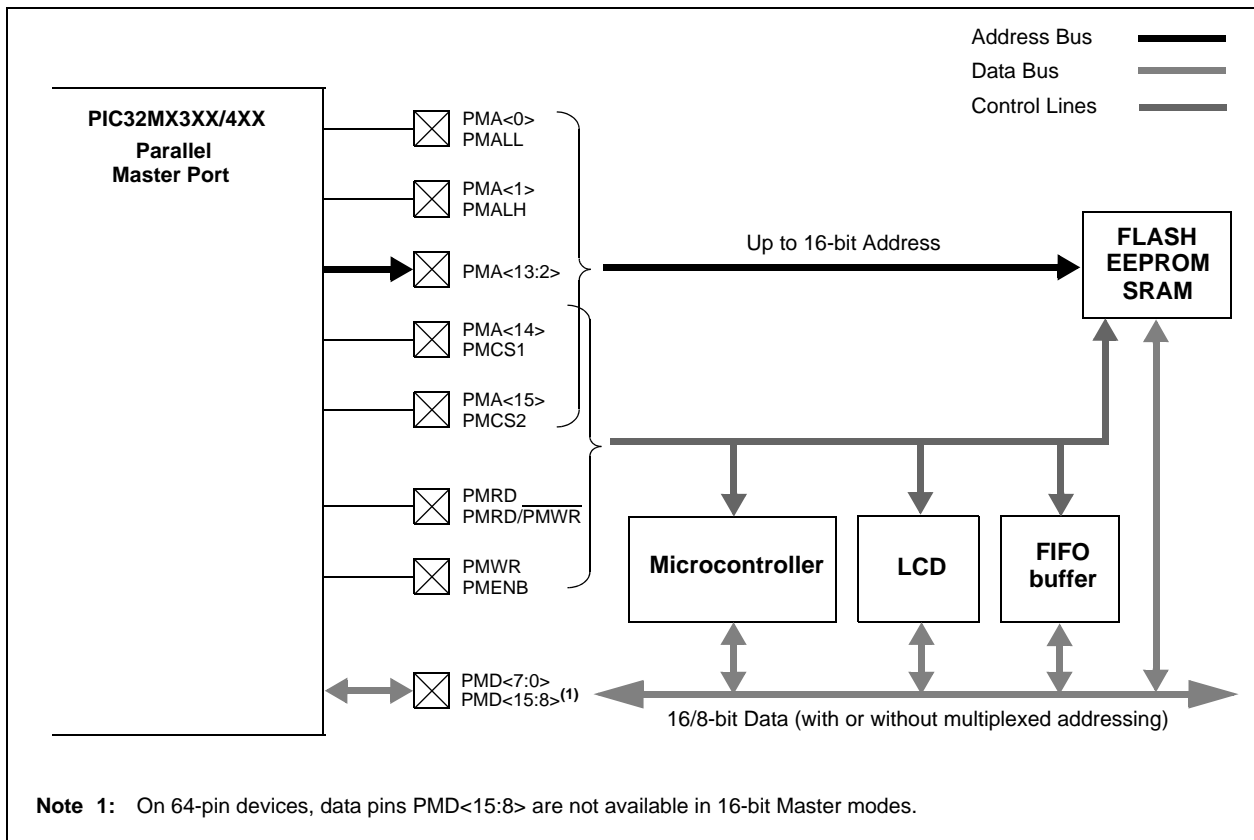 Address Bus
Data Bus
Control Lines
PIC32MX3XX/4XX
Parallel
Master Port
PMA<0>
PMALL
PMA<1>
PMALH
PMA<13:2>
PMA<14>
PMCS1
PMA<15>
PMCS2
PMRD
PMRD/PMWR
PMWR
PMENB
PMD<7:0>
PMD<15:8>(1)
Up to 16-bit Address
FLASH
EEPROM
SRAM
Microcontroller
LCD
FIFO
buffer
16/8-bit Data (with or without multiplexed addressing)
Note 1: On 64-pin devices, data pins PMD<15:8> are not available in 16-bit Master modes.